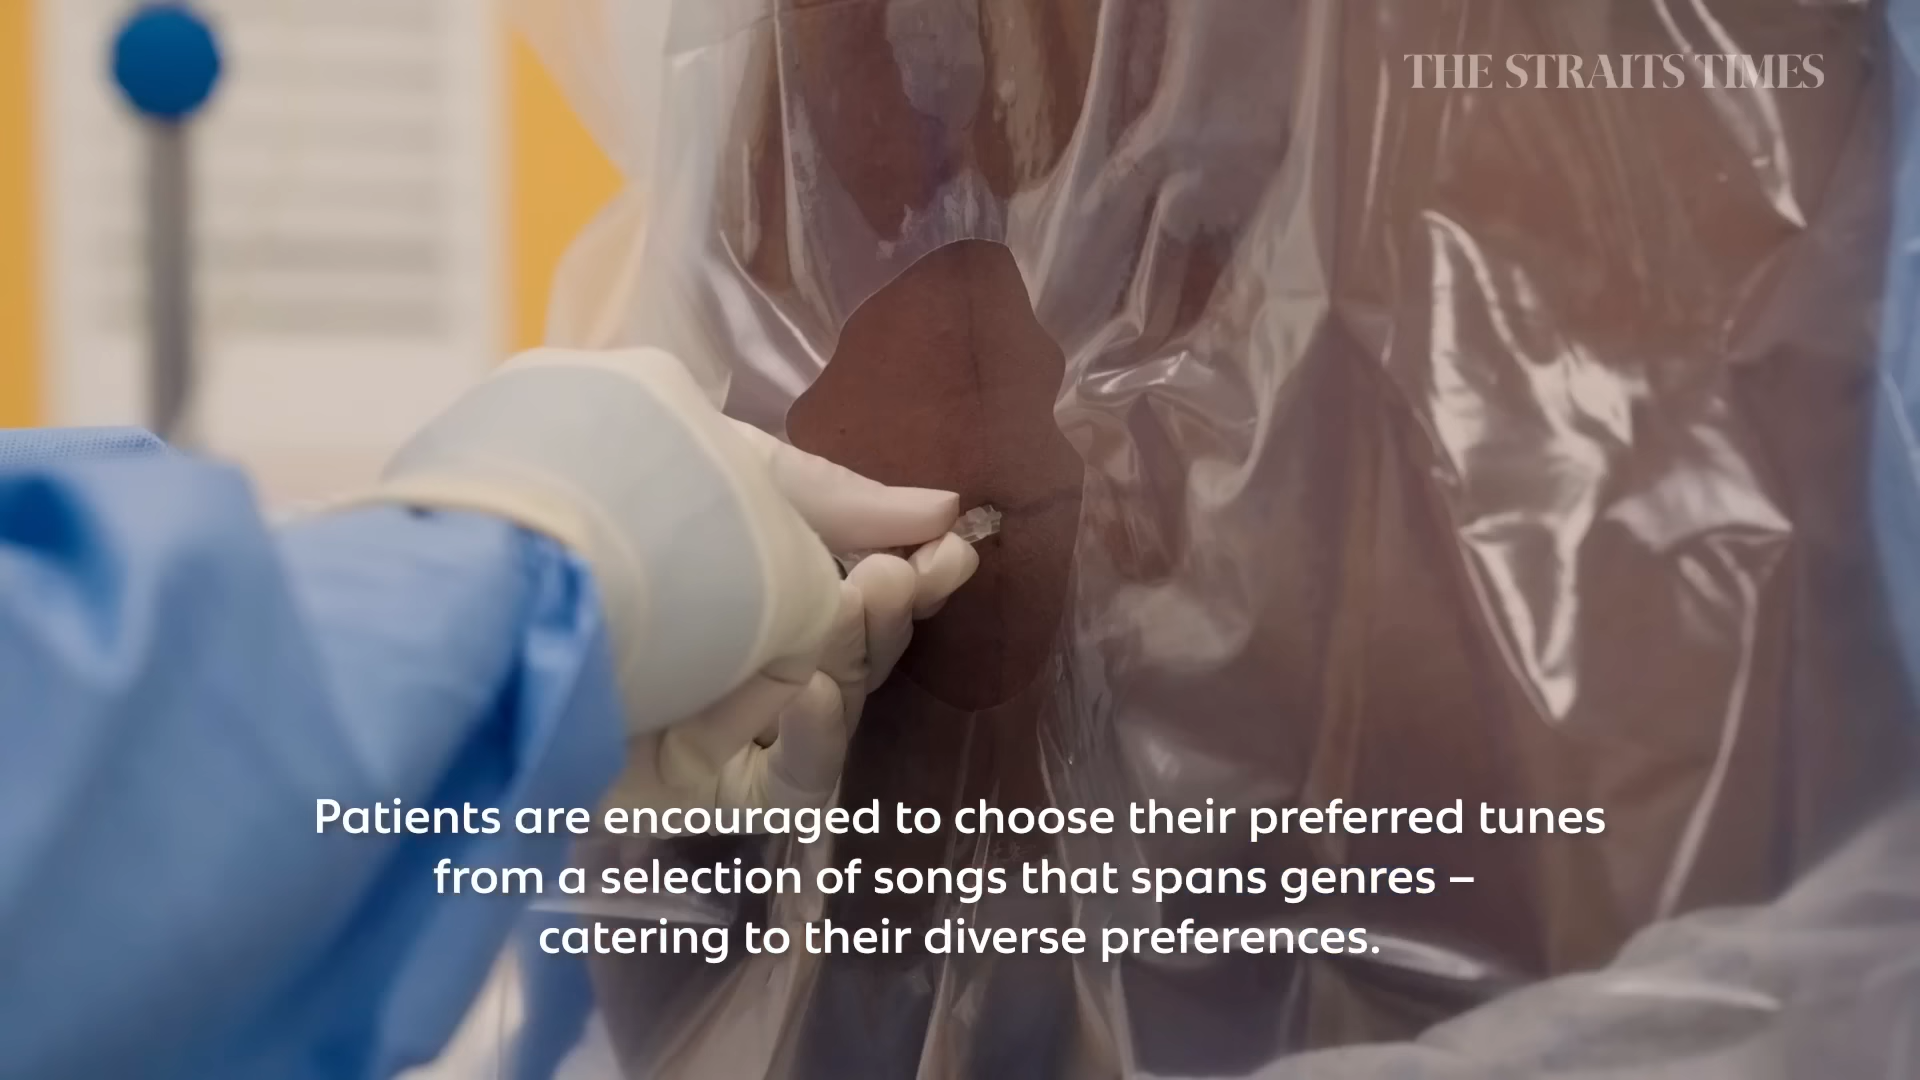 THE STRAITS TIMES
Patients are encouraged to choose their preferred tunes
from a selection of songs that spans genres –
catering to their diverse preferences.